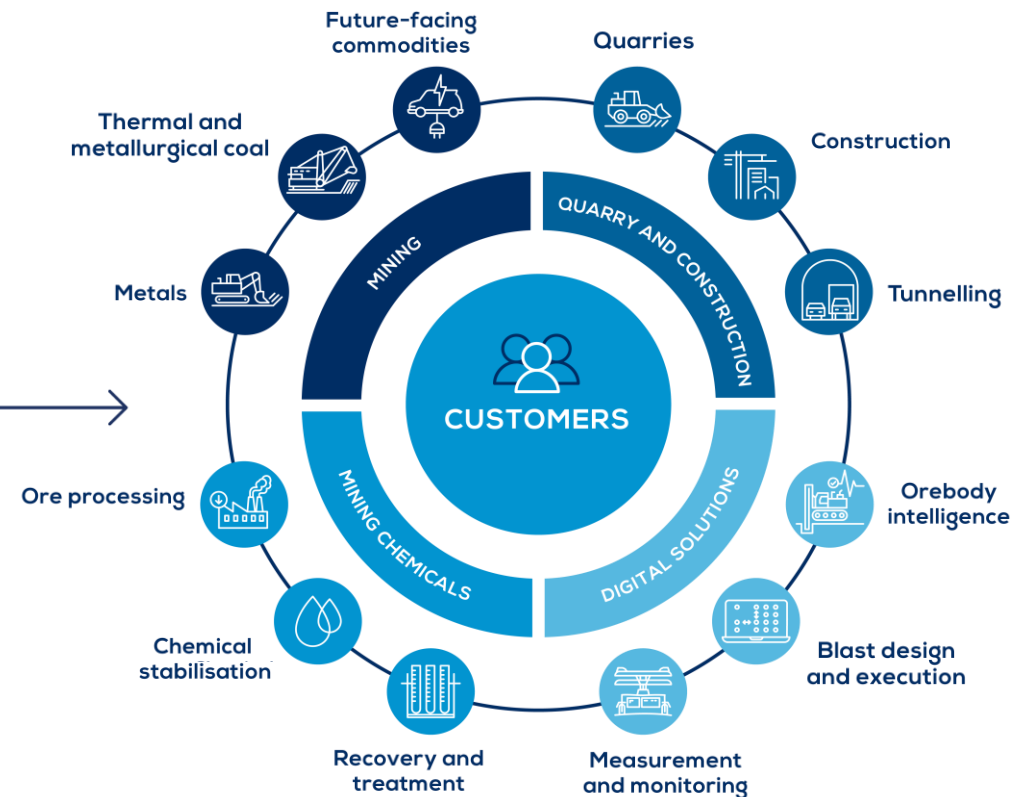 Future-facing
commodities
Quarries
Thermal and
metallurgical coal
Construction
Metals
Tunnelling
MINING
QUARRY AND CONSTRUCTION
CUSTOMERS
MINING CHEMICALS
DIGITAL SOLUTIONS
Ore processing
Orebody
intelligence
Chemical
stabilisation
Blast design
and execution
Recovery and
treatment
Measurement
and monitoring